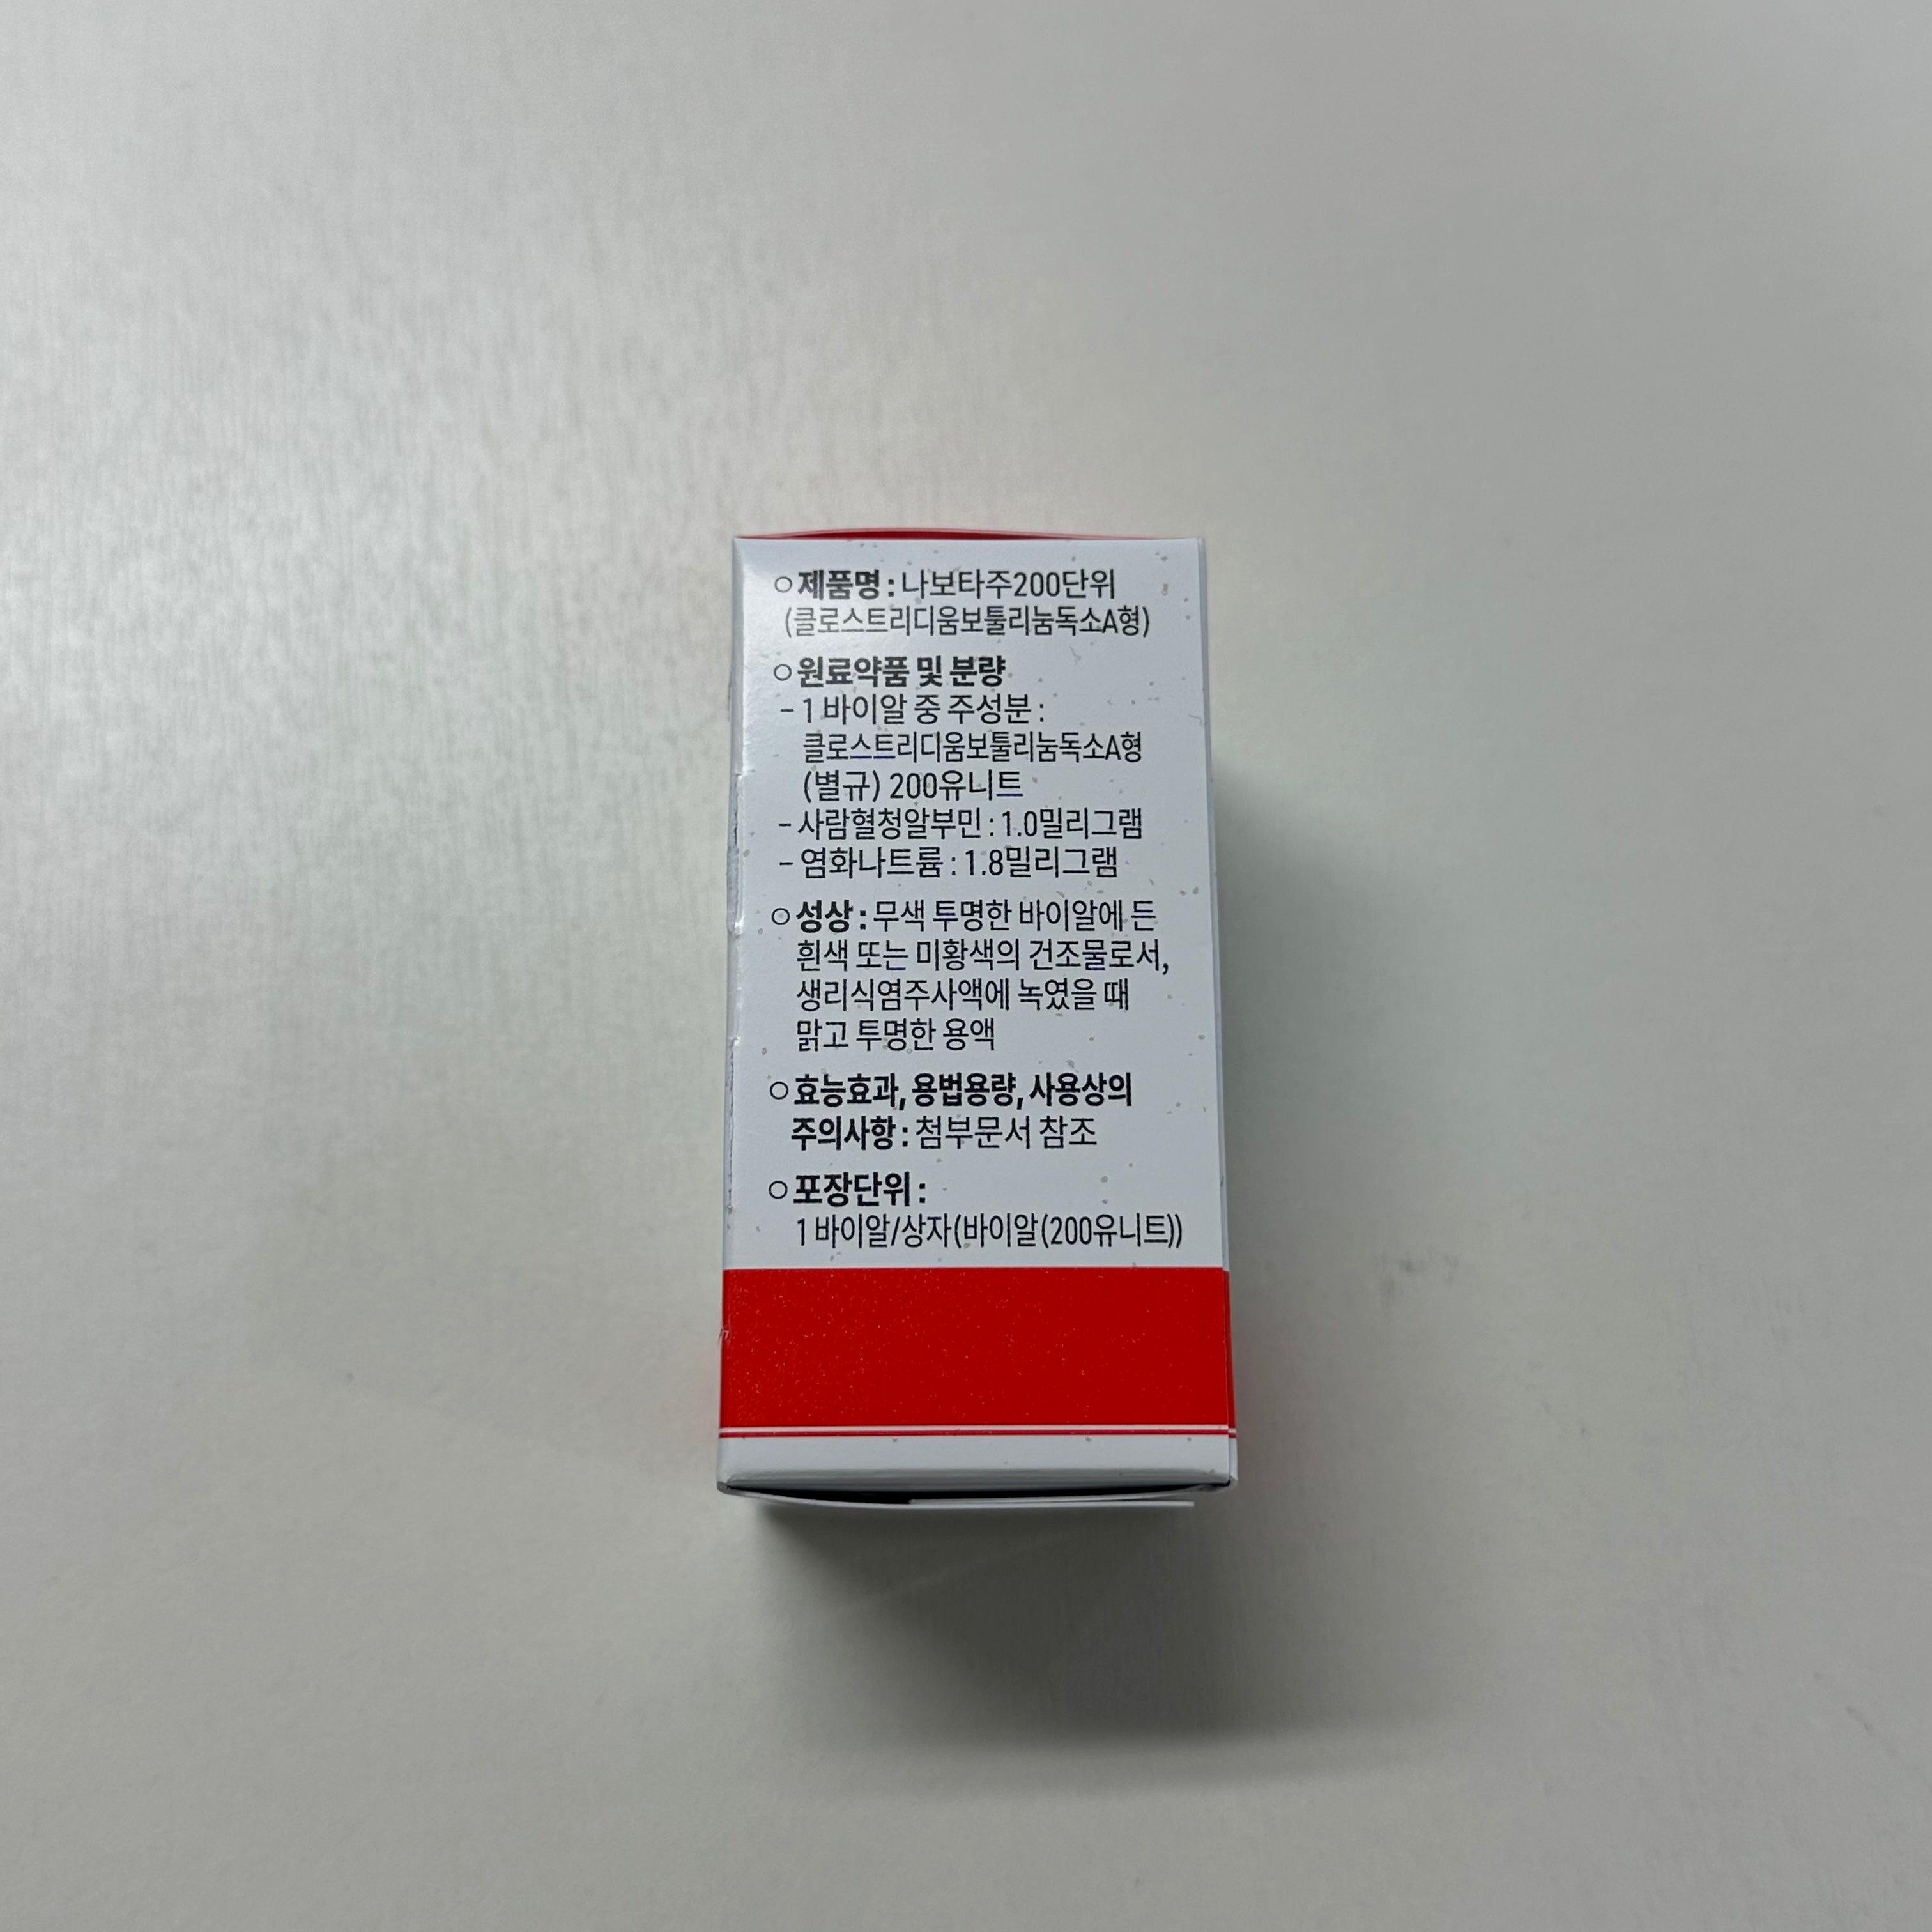 ○ 제품명 : 나보타주200단위
(클로스트리디움보툴리눔독소A형)
○ 원료약품 및 분량
- 1 바이알 중 주성분 :
클로스트리디움보툴리눔독소A형
(별규) 200유니트
- 사람혈청알부민 : 1.0밀리그램
- 염화나트륨 : 1.8밀리그램
○ 성상 : 무색 투명한 바이알에 든
흰색 또는 미황색의 건조물로서,
생리식염주사액에 녹였을 때
맑고 투명한 용액
○ 효능효과, 용법용량, 사용상의
주의사항 : 첨부문서 참조
○ 포장단위 :
1 바이알/상자(바이알(200유니트))